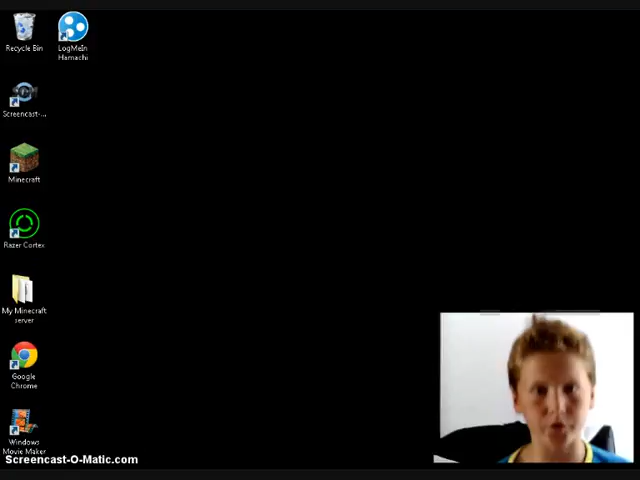 Recycle Bin
LogMeIn
Hamachi
Screencast-...
Minecraft
Razer Cortex
My Minecraft
server
Google
Chrome
Windows
Movie Maker
Screencast-O-Matic.com